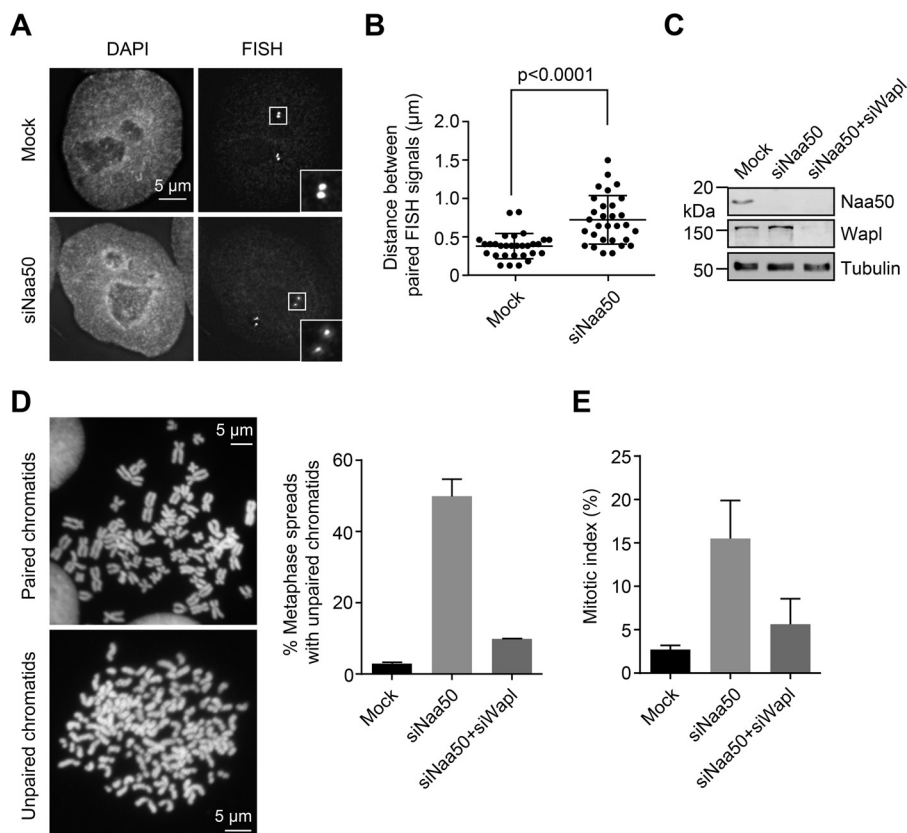 A
DAPI
FISH
Mock
5 µm
siNaa50
B
p<0.0001
Distance between
paired FISH signals (µm)
2.0
1.5
1.0
0.5
0
Mock
siNaa50
C
Mock
siNaa50
siNaa50+siWapl
20
kDa
150
50
Naa50
Wapl
Tubulin
D
Paired chromatids
5 µm
Unpaired chromatids
5 µm
% Metaphase spreads
with unpaired chromatids
60
40
20
0
Mock
siNaa50
siNaa50+siWapl
E
Mitotic index (%)
25
20
15
10
5
0
Mock
siNaa50
siNaa50+siWapl